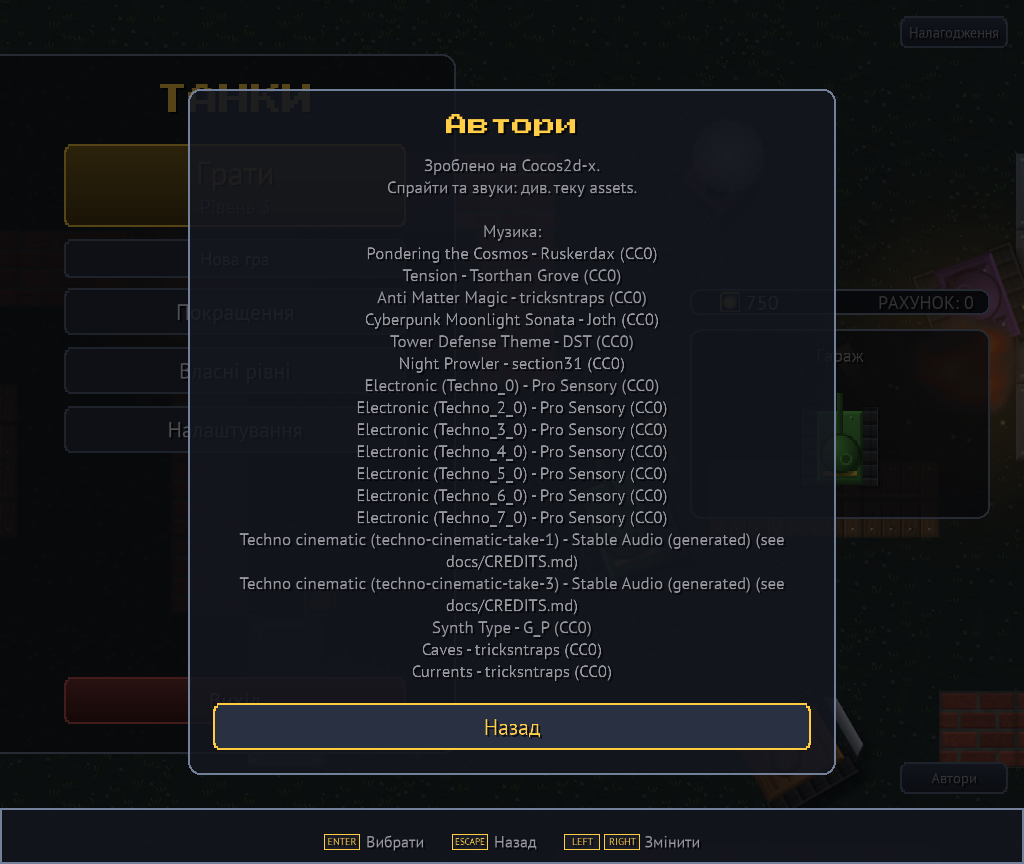 Налагодження
ТАНКИ
Автори
Зроблено на Cocos2d-x.
Спрайти та звуки: див. теку assets.
Музика:
Pondering the Cosmos - Ruskerdax (CC0)
Tension - Tsorthan Grove (CC0)
Anti Matter Magic - tricksntraps (CC0)
Cyberpunk Moonlight Sonata - Joth (CC0)
Tower Defense Theme - DST (CC0)
Night Prowler - section31 (CC0)
Electronic (Techno_0) - Pro Sensory (CC0)
Electronic (Techno_2_0) - Pro Sensory (CC0)
Electronic (Techno_3_0) - Pro Sensory (CC0)
Electronic (Techno_4_0) - Pro Sensory (CC0)
Electronic (Techno_5_0) - Pro Sensory (CC0)
Electronic (Techno_6_0) - Pro Sensory (CC0)
Electronic (Techno_7_0) - Pro Sensory (CC0)
Techno cinematic (techno-cinematic-take-1) - Stable Audio (generated) (see
docs/CREDITS.md)
Techno cinematic (techno-cinematic-take-3) - Stable Audio (generated) (see
docs/CREDITS.md)
Synth Type - G_P (CC0)
Caves - tricksntraps (CC0)
Currents - tricksntraps (CC0)
Назад
Грати
Рівень 3
Нова гра
Покращення
Власні рівні
Налаштування
Вихід
750
РАХУНОК: 0
Гараж
Автори
ENTER Вибрати
ESCAPE Назад
LEFT RIGHT Змінити